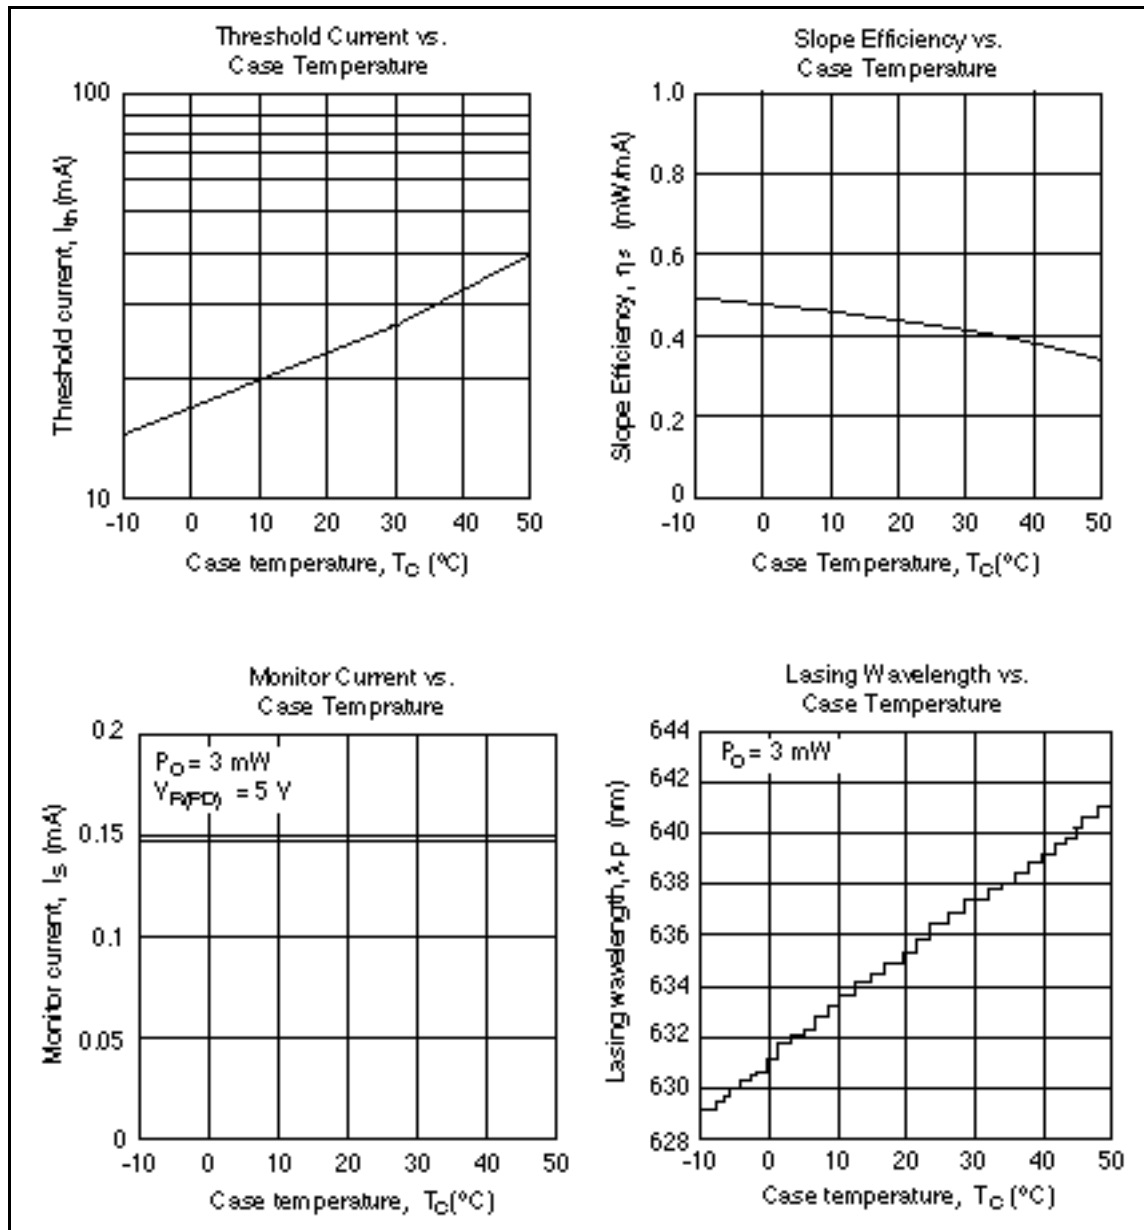 Threshold Current vs.
Case Temperature
100
10
Threshold current, Ith (mA)
-10 0 10 20 30 40 50
Case temperature, TC (ºC)
Slope Efficiency vs.
Case Temperature
1.0
0.8
0.6
0.4
0.2
0
Slope Efficiency, ηs (mW/mA)
-10 0 10 20 30 40 50
Case Temperature, TC(ºC)
Monitor Current vs.
Case Temprature
0.2
0.15
0.1
0.05
0
PO = 3 mW
VR(PD) = 5 V
Monitor current, IS (mA)
-10 0 10 20 30 40 50
Case temperature, TC(ºC)
Lasing Wavelength vs.
Case Temperature
644
642
640
638
636
634
632
630
628
PO = 3 mW
Lasing wavelength, λp (nm)
-10 0 10 20 30 40 50
Case temperature, TC(ºC)